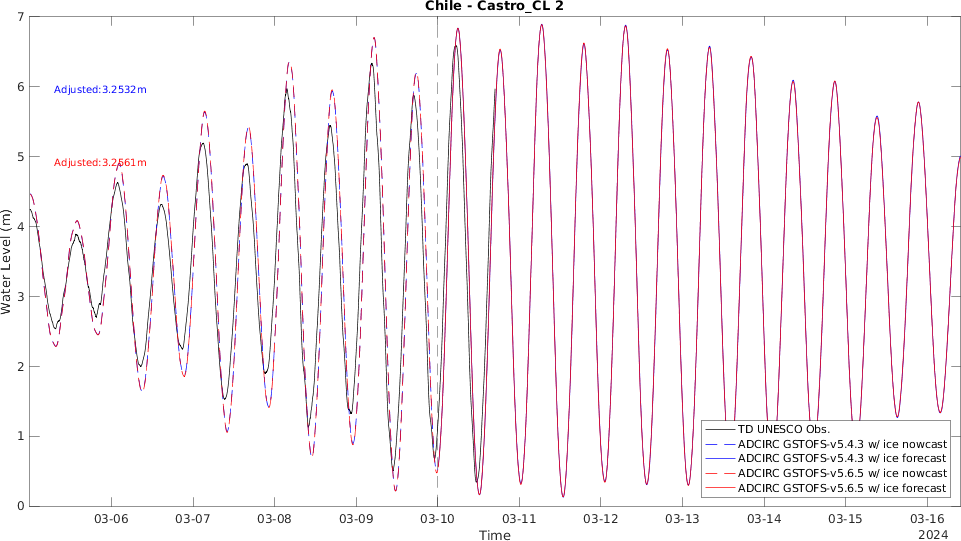 Chile - Castro_CL 2
7
6
5
4
3
2
1
0
Water Level (m)
Adjusted:3.2532m
Adjusted:3.2561m
TD UNESCO Obs.
ADCIRC GSTOFS-v5.4.3 w/ ice nowcast
ADCIRC GSTOFS-v5.4.3 w/ ice forecast
ADCIRC GSTOFS-v5.6.5 w/ ice nowcast
ADCIRC GSTOFS-v5.6.5 w/ ice forecast
03-06 03-07 03-08 03-09 03-10 03-11 03-12 03-13 03-14 03-15 03-16
Time
2024